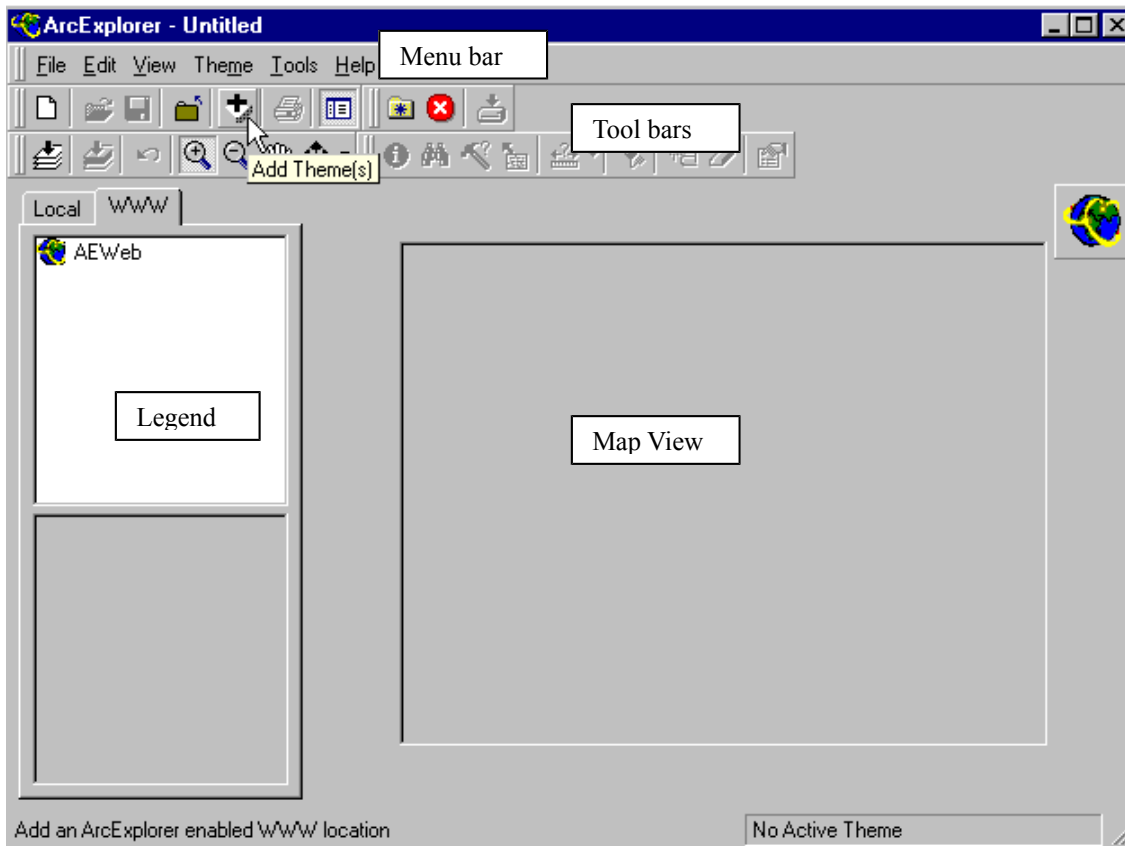 ArcExplorer - Untitled
File Edit View Theme Tools Help
Menu bar
Tool bars
Add Theme(s)
Local WWW
AEWeb
Legend
Map View
Add an ArcExplorer enabled WWW location
No Active Theme